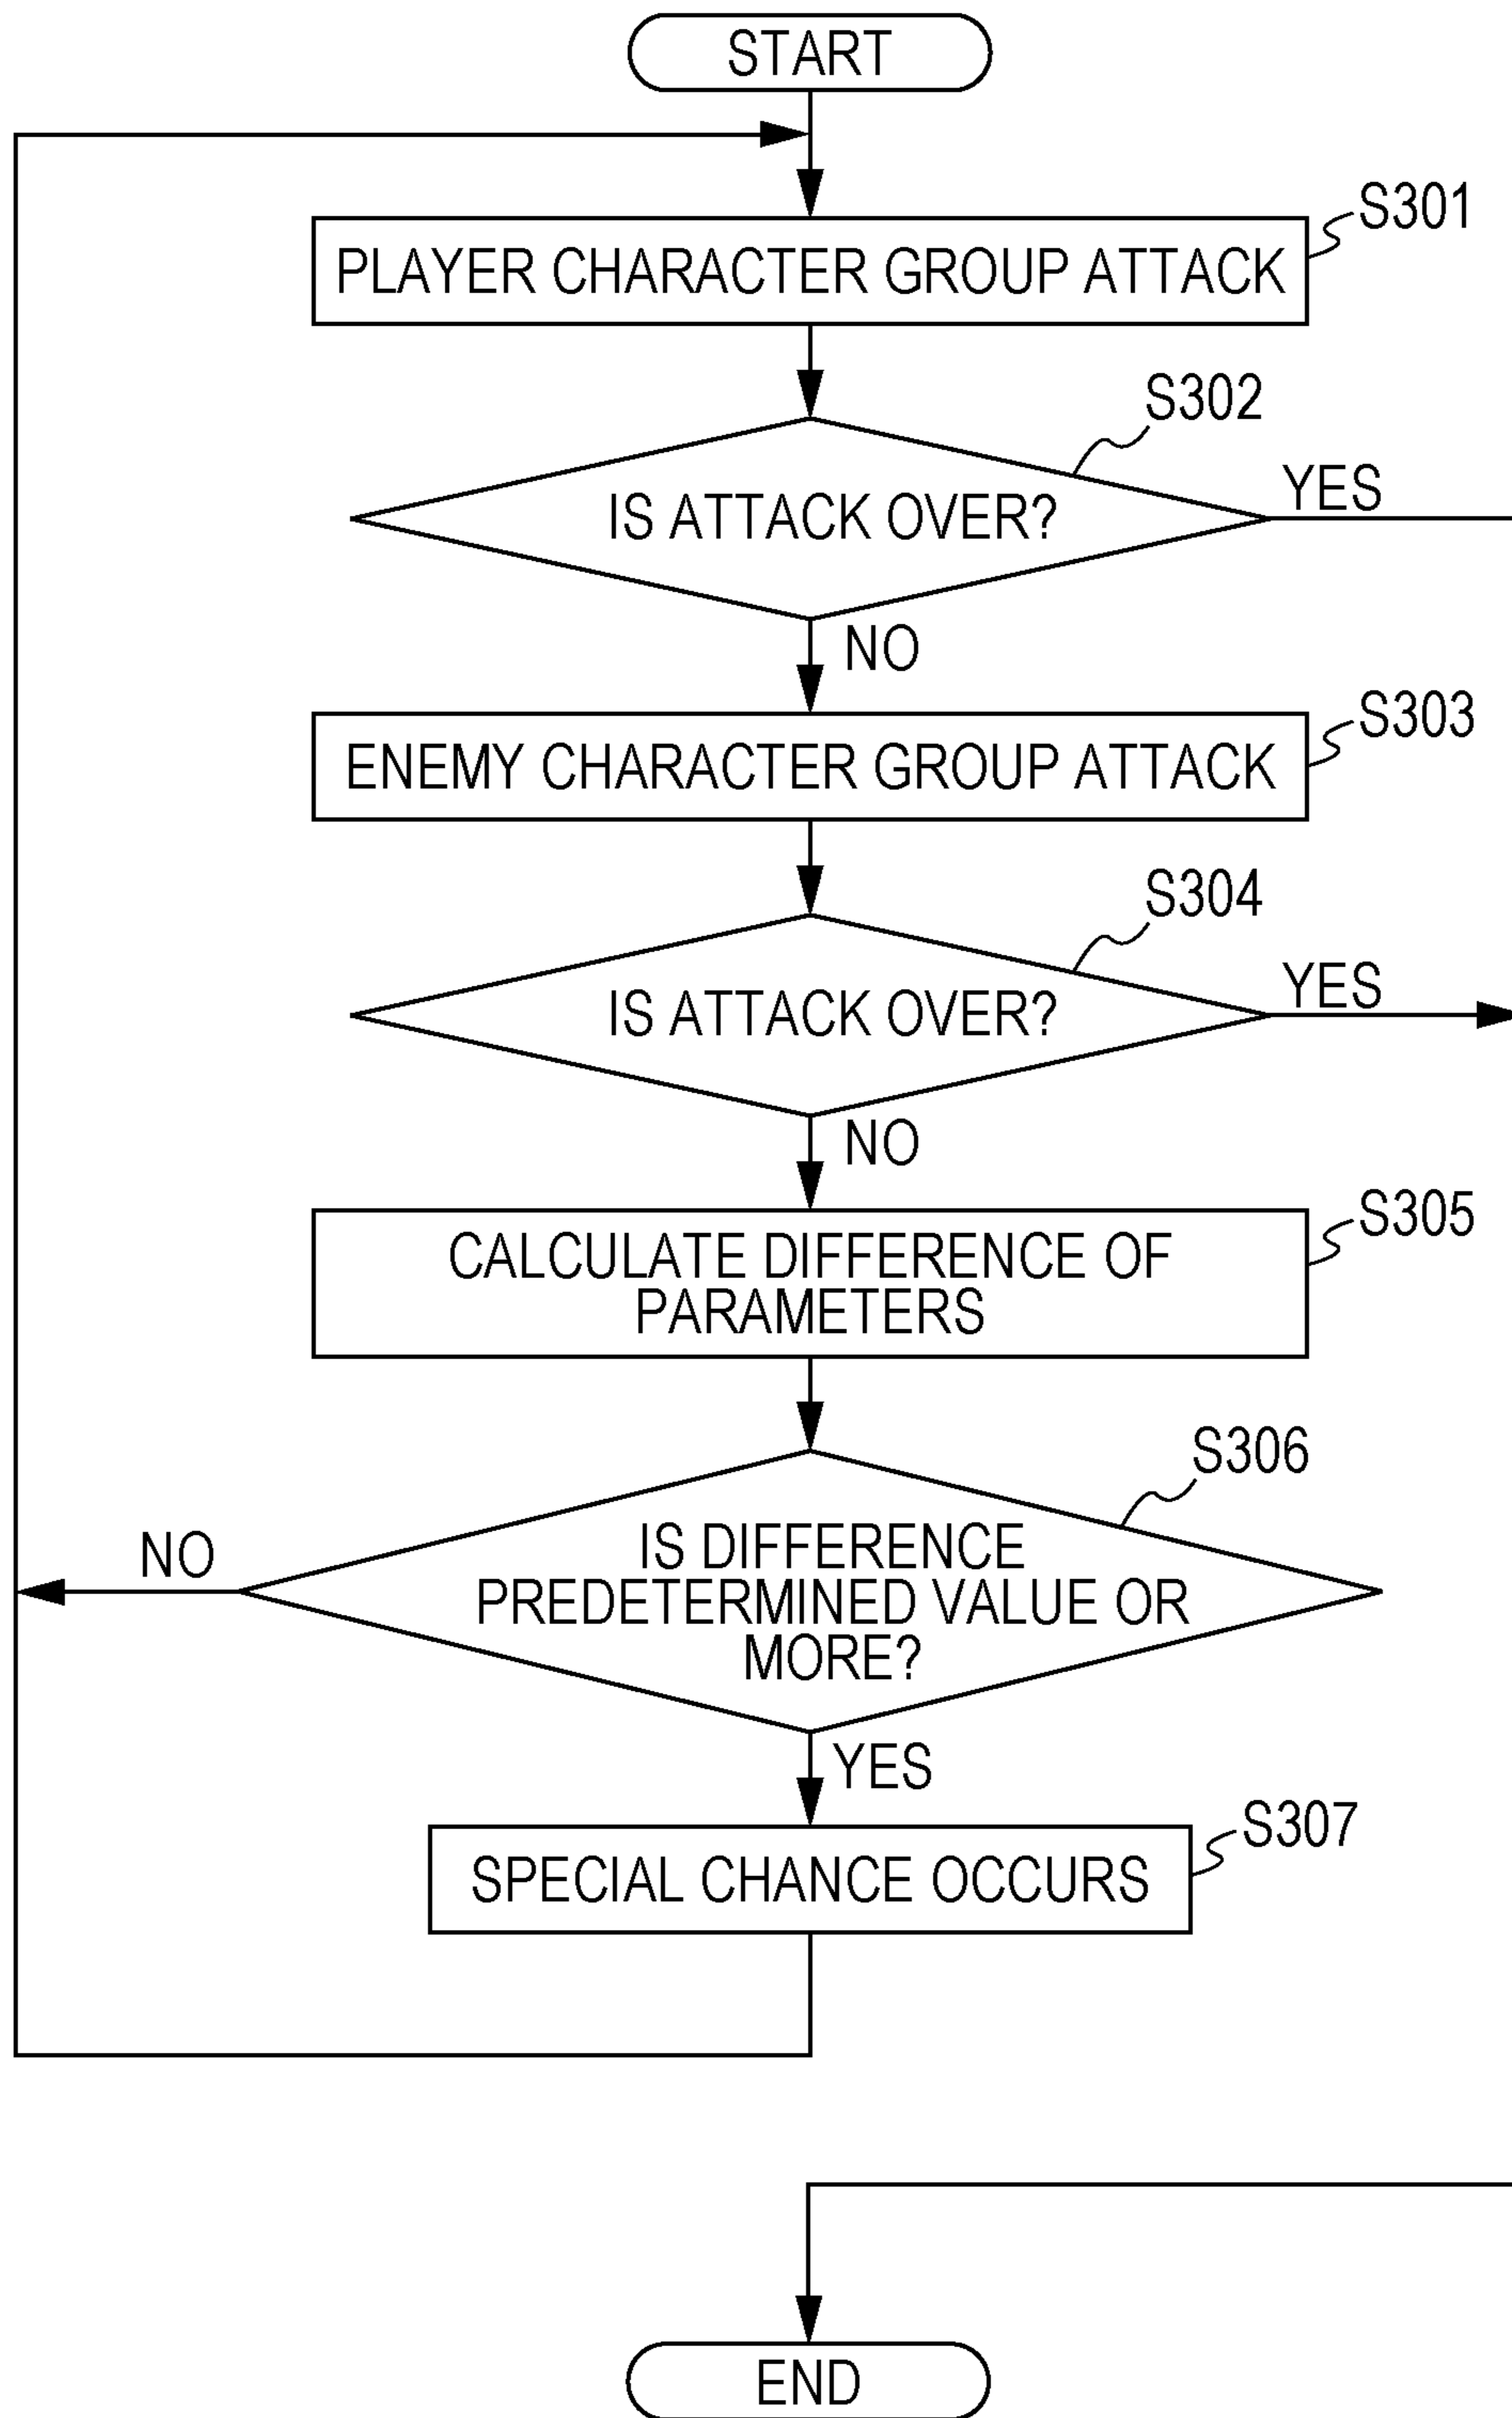 START
S301
PLAYER CHARACTER GROUP ATTACK
S302
IS ATTACK OVER?
YES
NO
S303
ENEMY CHARACTER GROUP ATTACK
S304
IS ATTACK OVER?
YES
NO
S305
CALCULATE DIFFERENCE OF
PARAMETERS
S306
NO
IS DIFFERENCE
PREDETERMINED VALUE OR
MORE?
YES
S307
SPECIAL CHANCE OCCURS
END